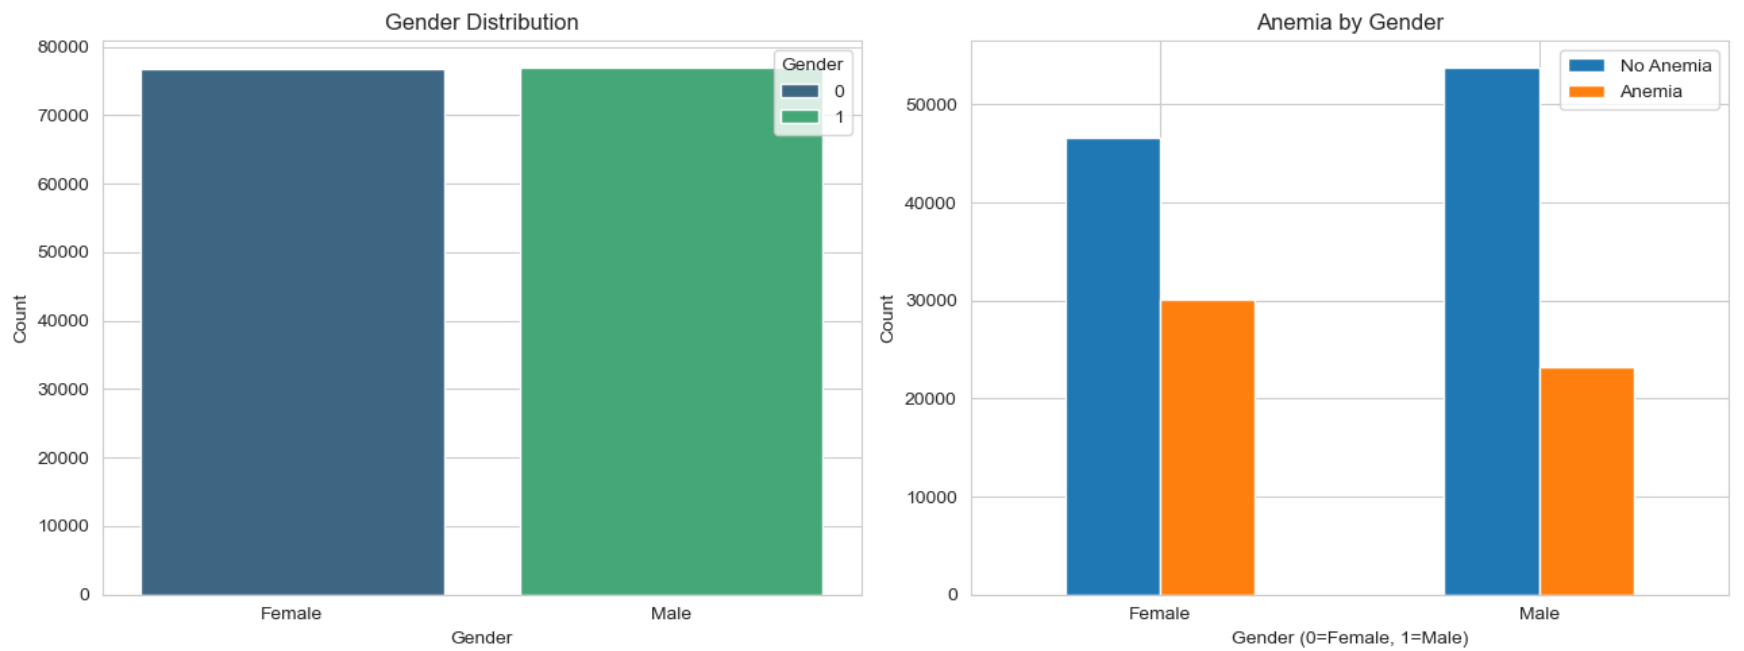 Gender Distribution
80000
70000
60000
50000
40000
30000
20000
10000
0
Count
Female
Male
Gender
Gender
0
1
Anemia by Gender
50000
40000
30000
20000
10000
0
Count
Female
Male
Gender (0=Female, 1=Male)
No Anemia
Anemia